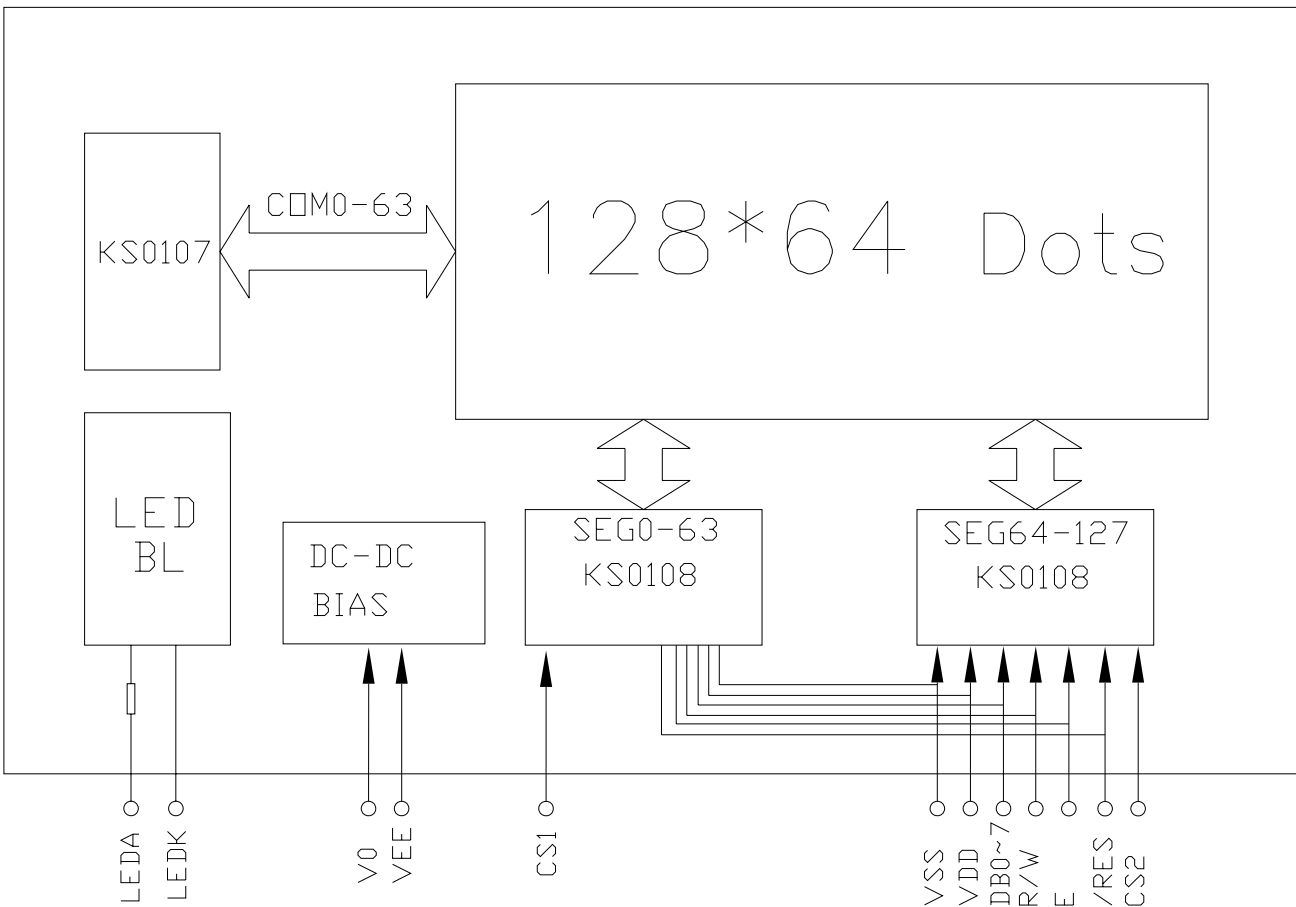 COM0-63
128*64 Dots
KS0107
LED
BL
DC-DC
BIAS
SEG0-63
KS0108
SEG64-127
KS0108
LEDA
LEDK
V0
VEE
CS1
VSS
VDD
DB0~7
R/W
E
/RES
CS2